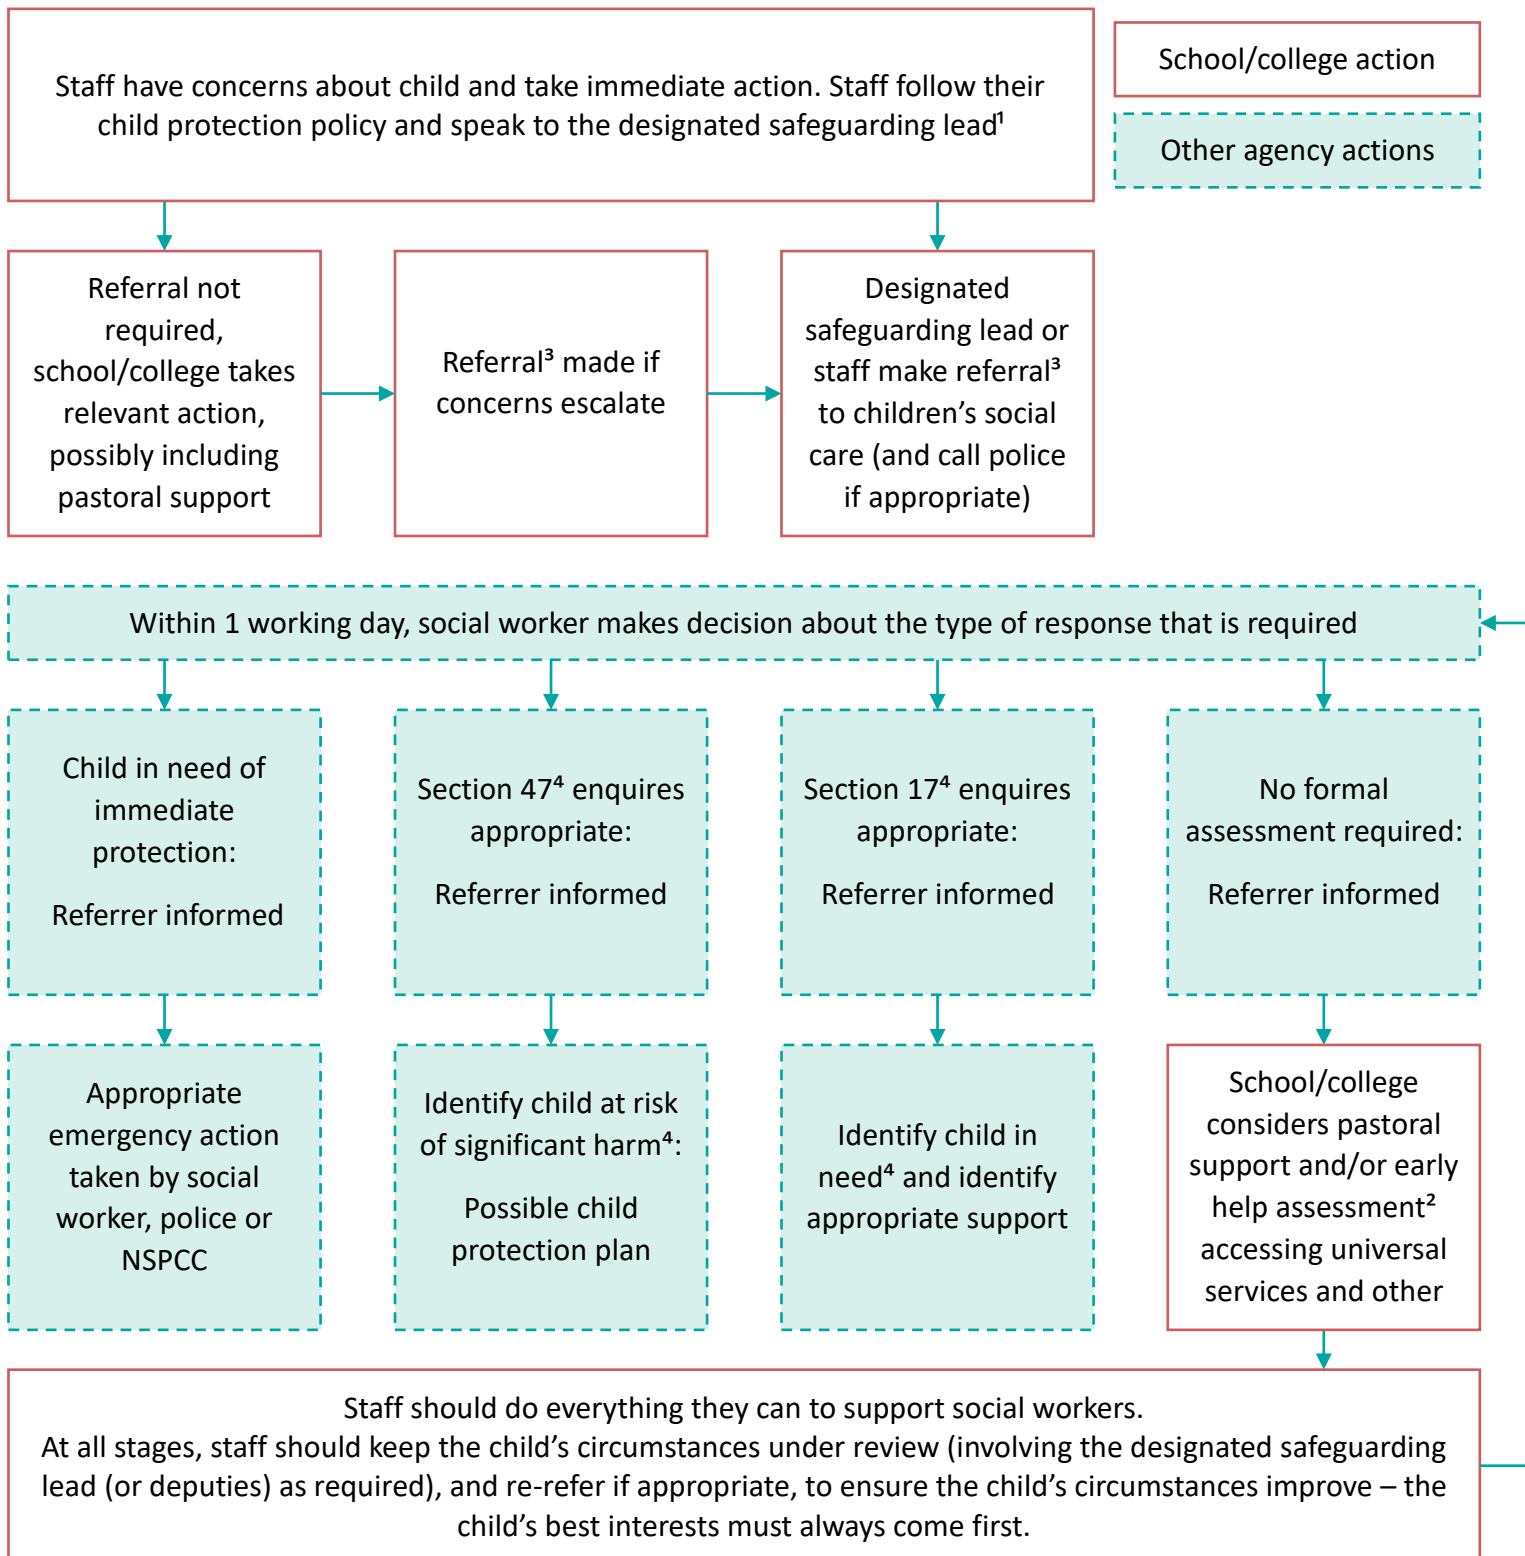 Staff have concerns about child and take immediate action. Staff follow their
child protection policy and speak to the designated safeguarding lead¹
School/college action
Other agency actions
Referral not
required,
school/college takes
relevant action,
possibly including
pastoral support
Referral³ made if
concerns escalate
Designated
safeguarding lead or
staff make referral³
to children’s social
care (and call police
if appropriate)
Within 1 working day, social worker makes decision about the type of response that is required
Child in need of
immediate
protection:
Referrer informed
Section 47⁴ enquires
appropriate:
Referrer informed
Section 17⁴ enquires
appropriate:
Referrer informed
No formal
assessment required:
Referrer informed
Appropriate
emergency action
taken by social
worker, police or
NSPCC
Identify child at risk
of significant harm⁴:
Possible child
protection plan
Identify child in
need⁴ and identify
appropriate support
School/college
considers pastoral
support and/or early
help assessment²
accessing universal
services and other
Staff should do everything they can to support social workers.
At all stages, staff should keep the child’s circumstances under review (involving the designated safeguarding
lead (or deputies) as required), and re-refer if appropriate, to ensure the child’s circumstances improve – the
child’s best interests must always come first.